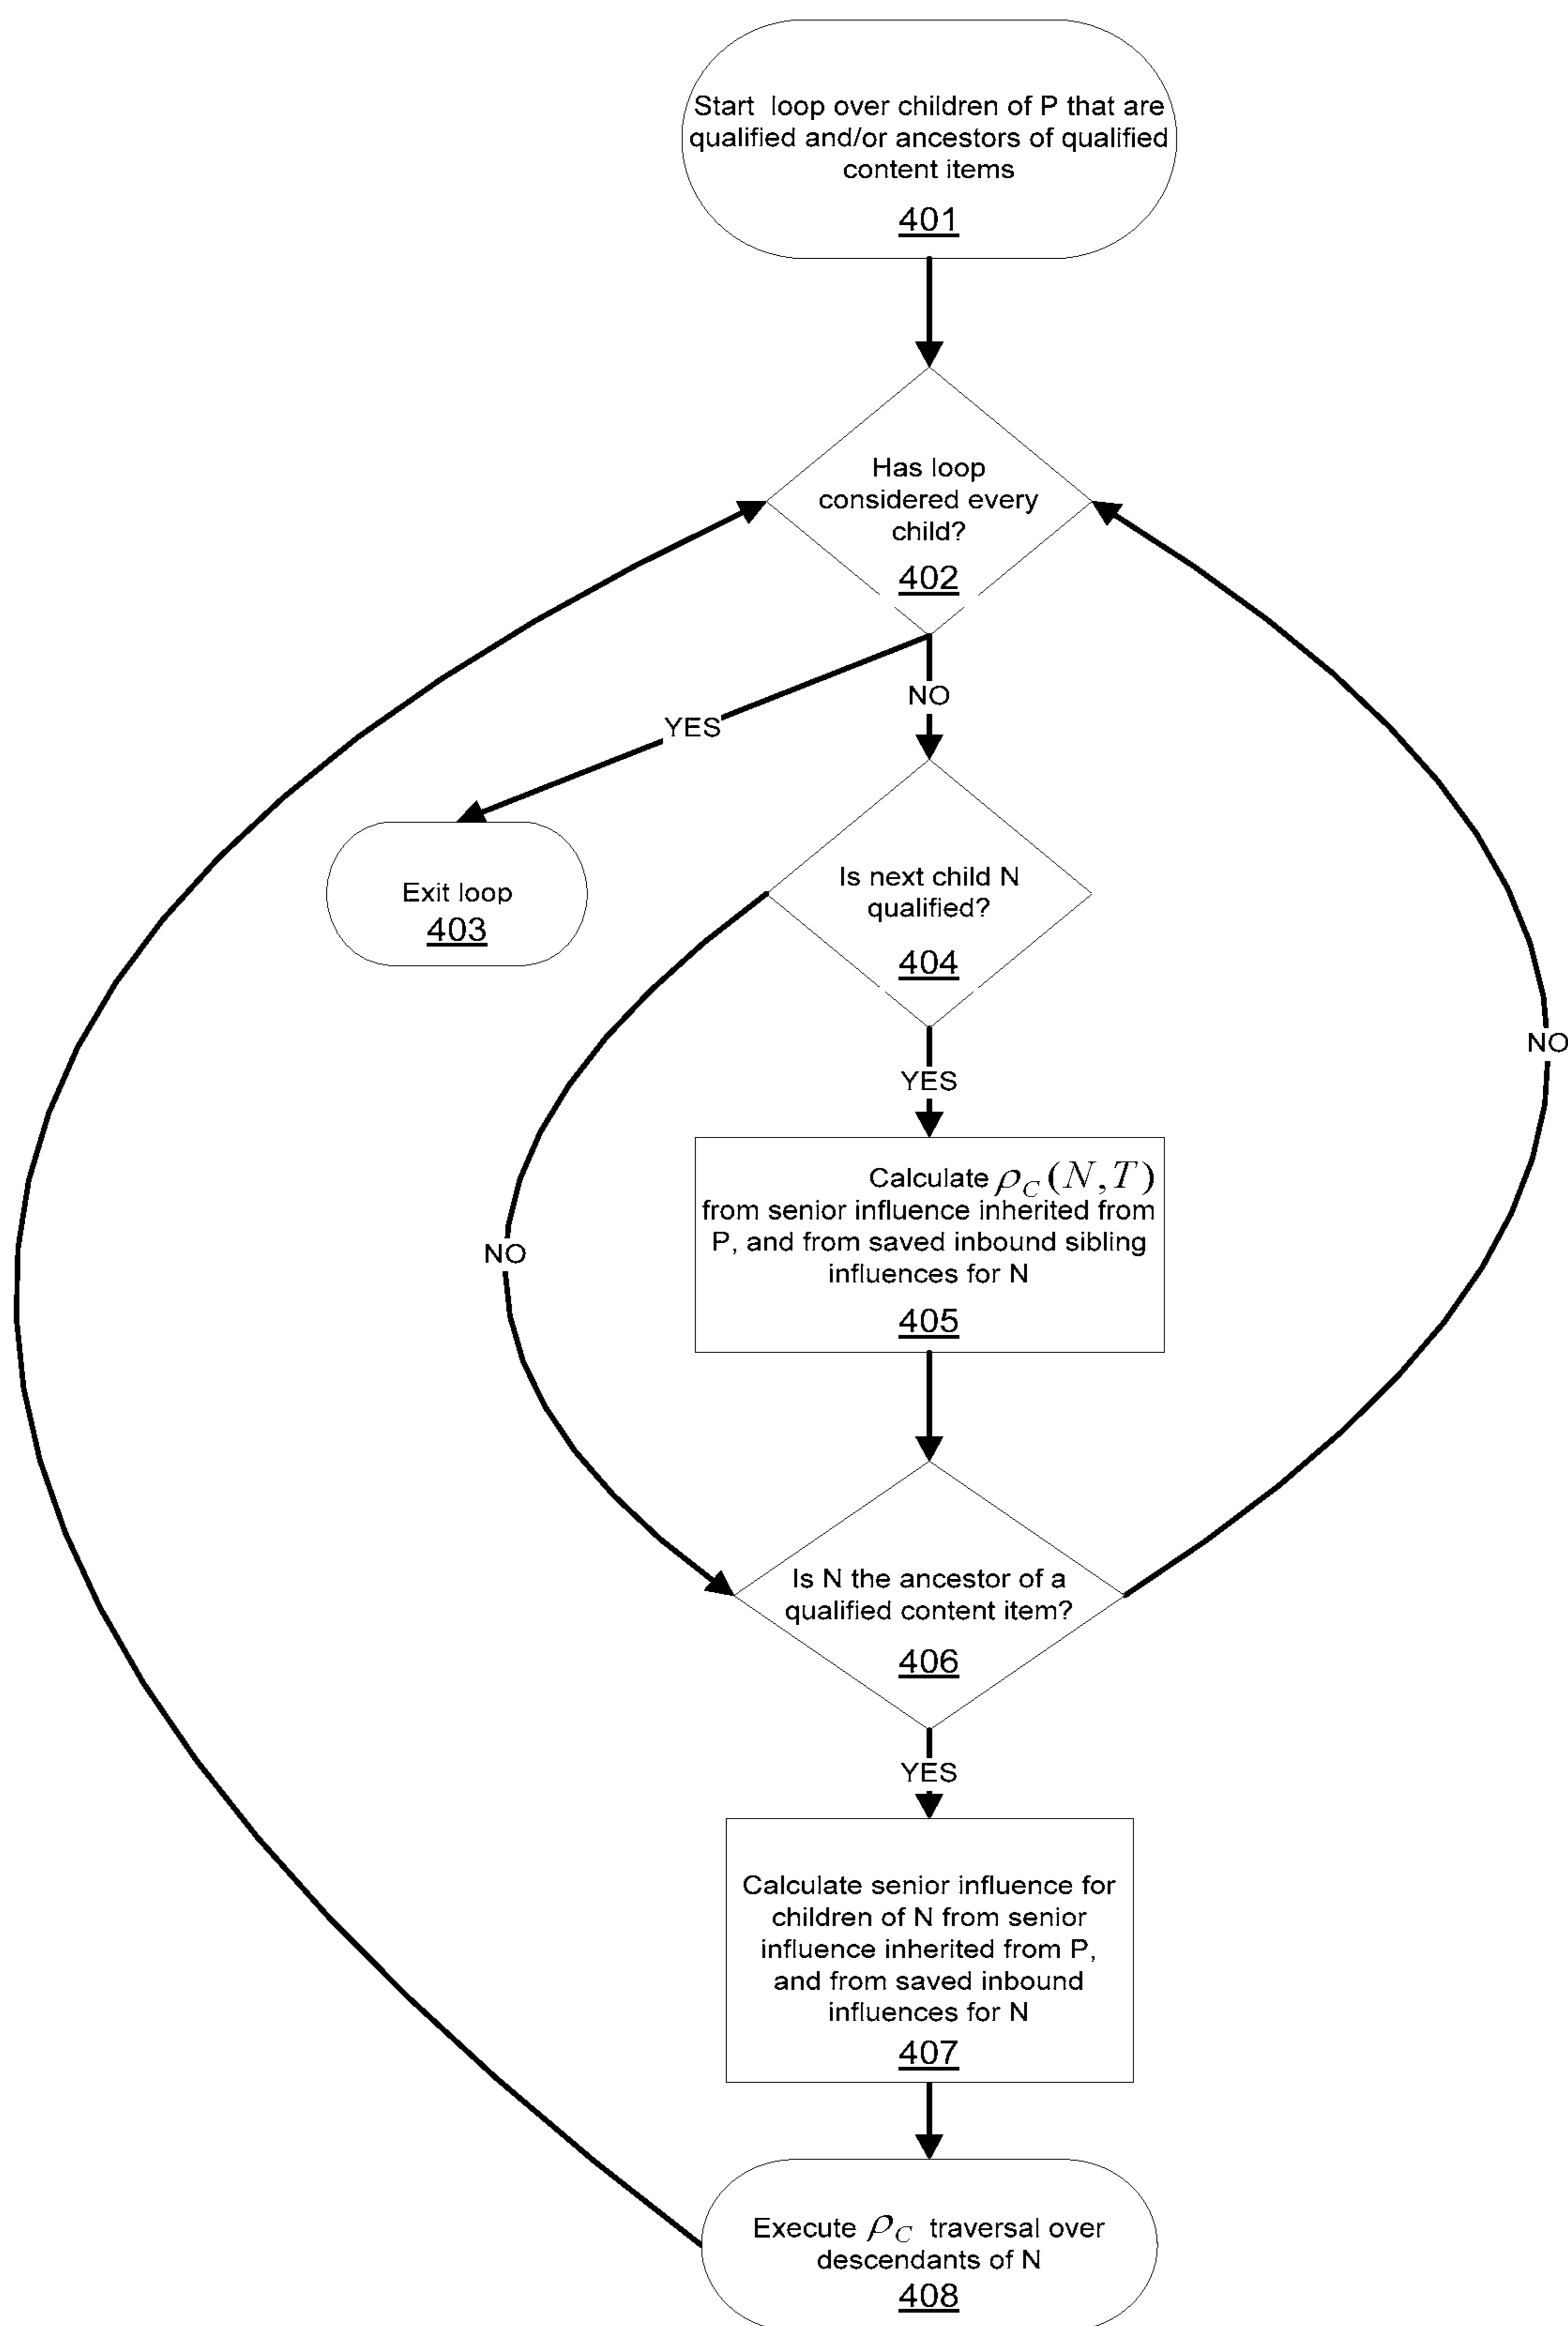 Start loop over children of P that are
qualified and/or ancestors of qualified
content items
401
Has loop
considered every
child?
402
NO
YES
Exit loop
403
Is next child N
qualified?
404
NO
YES
Calculate ρ_C(N,T)
from senior influence inherited from
P, and from saved inbound sibling
influences for N
405
NO
Is N the ancestor of a
qualified content item?
406
YES
Calculate senior influence for
children of N from senior
influence inherited from P,
and from saved inbound
influences for N
407
Execute ρ_C traversal over
descendants of N
408